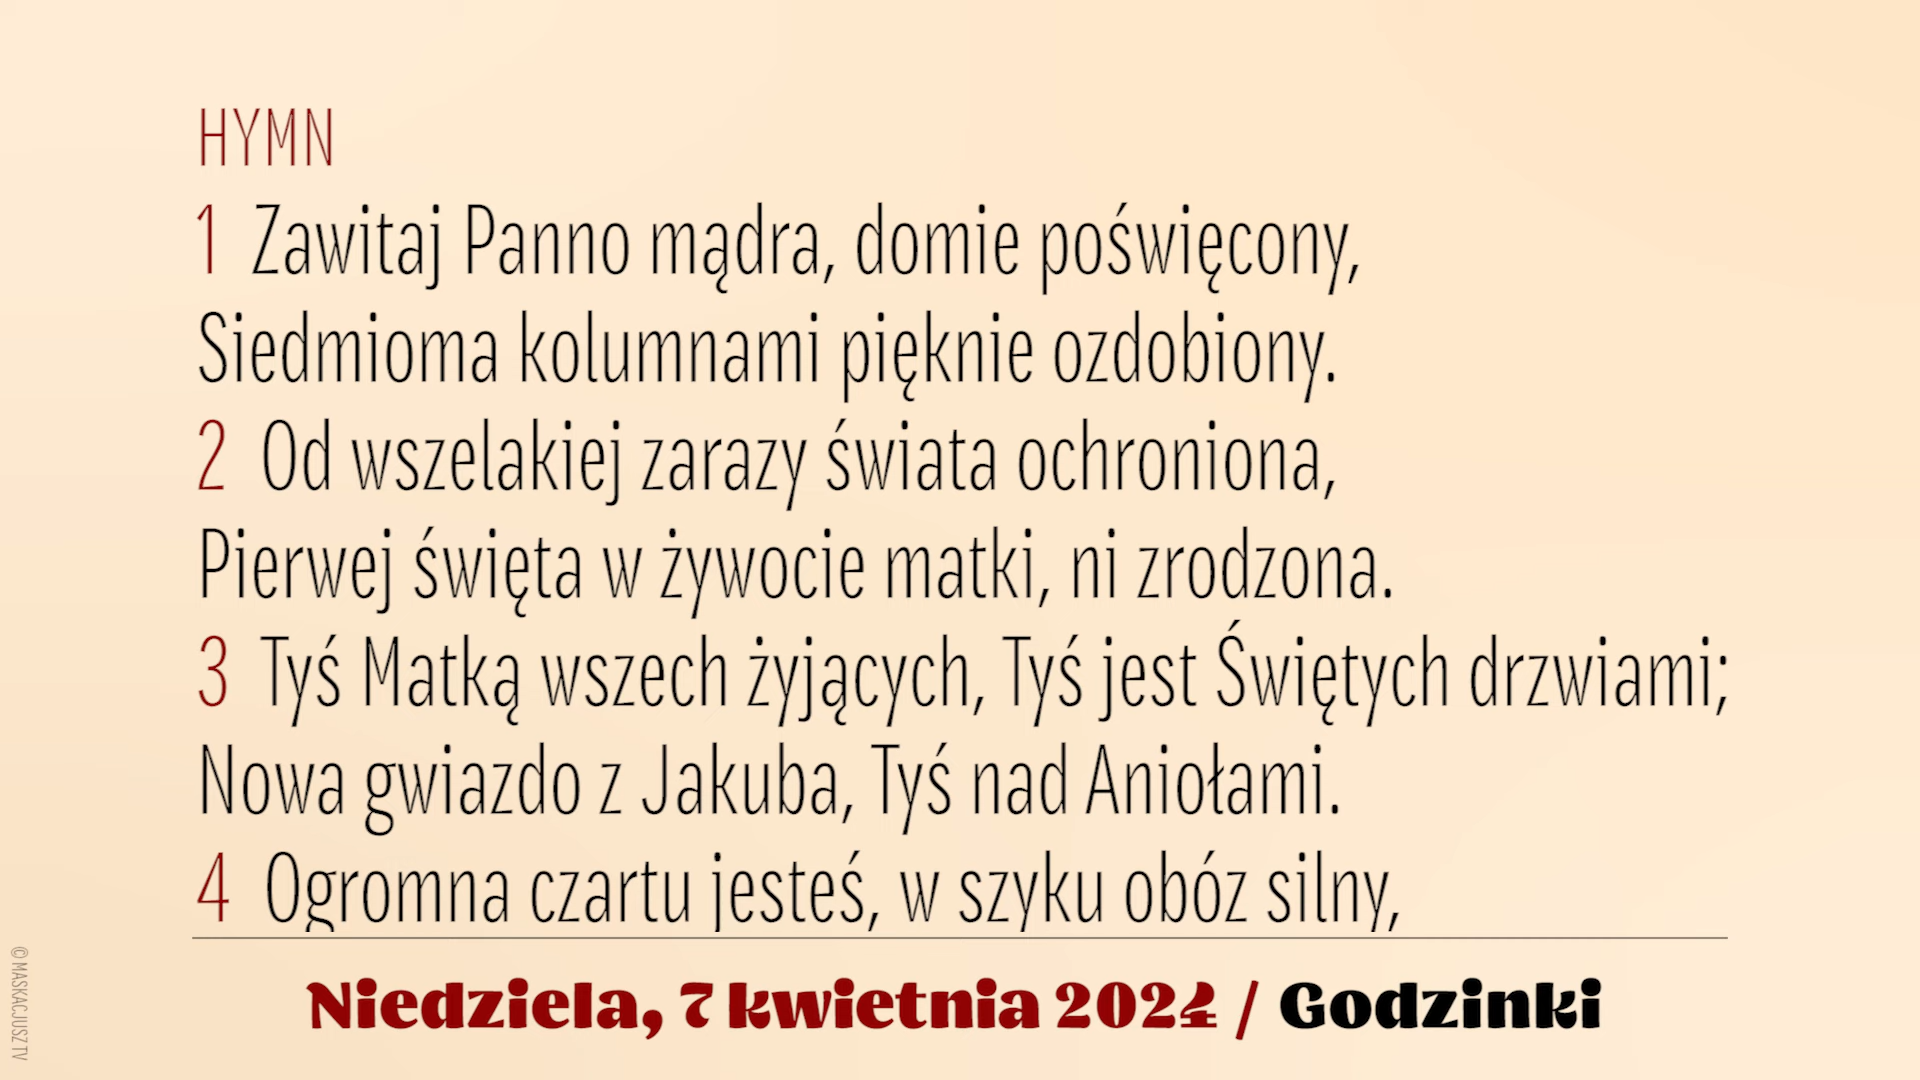 HYMN
1 Zawitaj Panno mądra, domie poświęcony,
Siedmioma kolumnami pięknie ozdobiony.
2 Od wszelakiej zarazy świata ochroniona,
Pierwej święta w żywocie matki, ni zrodzona.
3 Tyś Matką wszech żyjących, Tyś jest Świętych drzwiami;
Nowa gwiazdo z Jakuba, Tyś nad Aniołami.
4 Ogromna czartu jesteś, w szyku obóz silny,
Niedziela, 7 kwietnia 2024 / Godzinki
© MASKACJUSZ TV